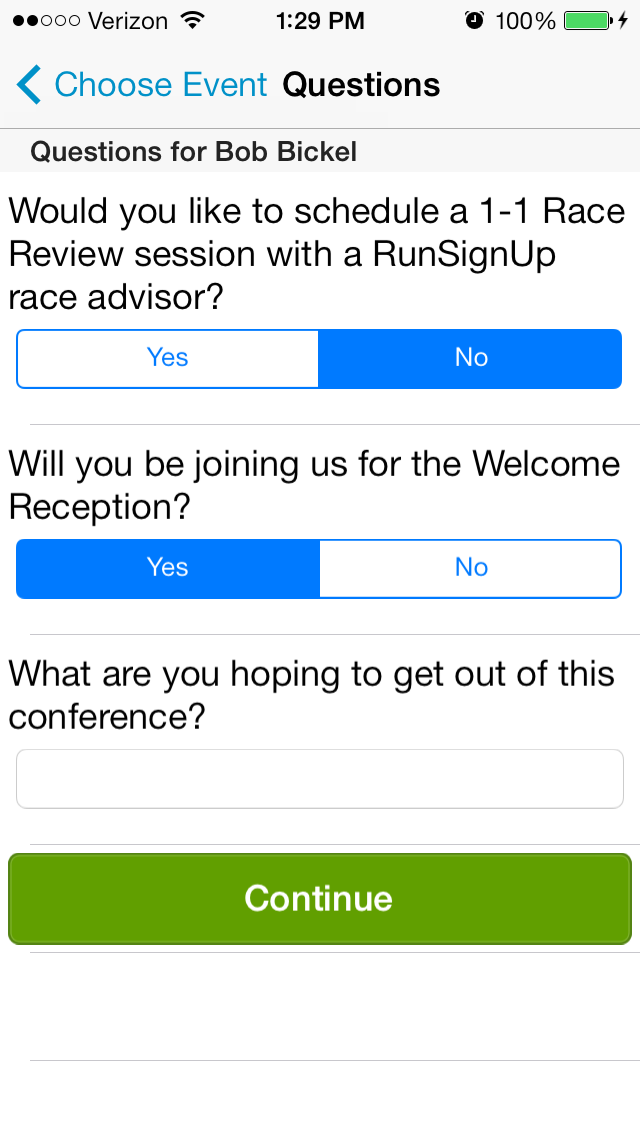 Verizon 1:29 PM 100%
Choose Event Questions
Questions for Bob Bickel
Would you like to schedule a 1-1 Race
Review session with a RunSignUp
race advisor?
Yes No
Will you be joining us for the Welcome
Reception?
Yes No
What are you hoping to get out of this
conference?
Continue